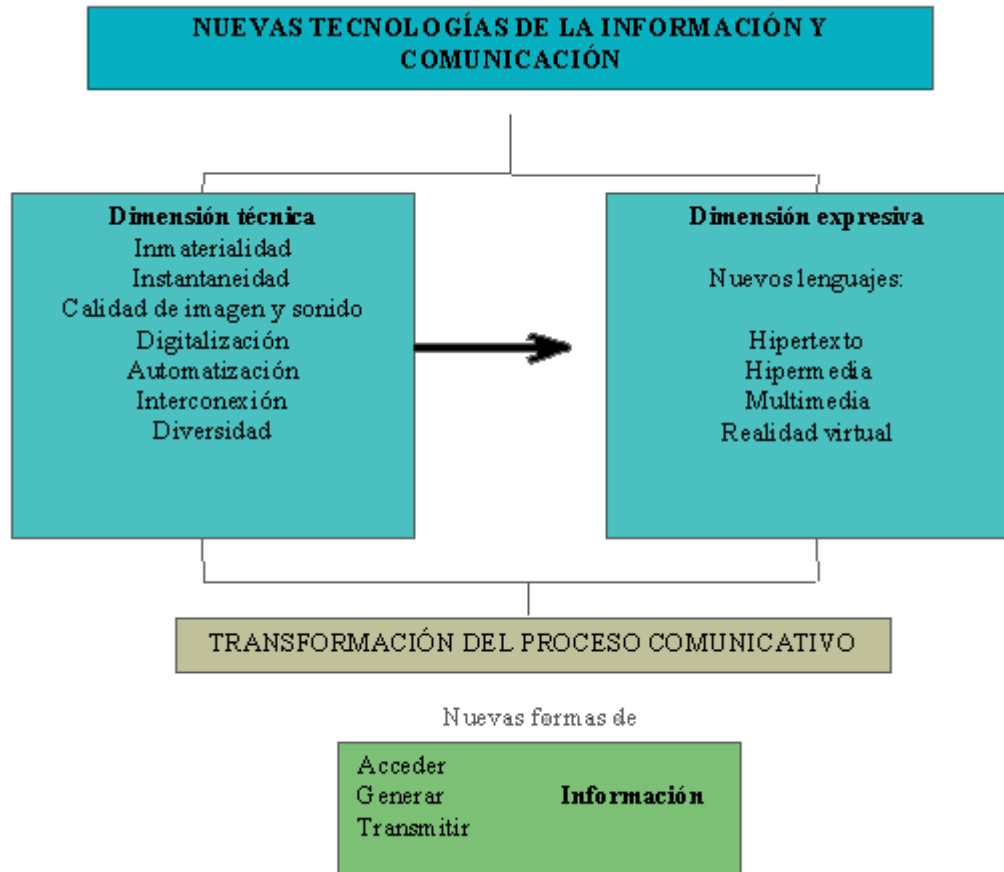 NUEVAS TECNOLOGÍAS DE LA INFORMACIÓN Y
COMUNICACIÓN
Dimensión técnica
Inmaterialidad
Instantaneidad
Calidad de imagen y sonido
Digitalización
Automatización
Interconexión
Diversidad
Dimensión expresiva
Nuevos lenguajes:
Hipertexto
Hipermedia
Multimedia
Realidad virtual
TRANSFORMACIÓN DEL PROCESO COMUNICATIVO
Nuevas formas de
Acceder
Generar Información
Transmitir